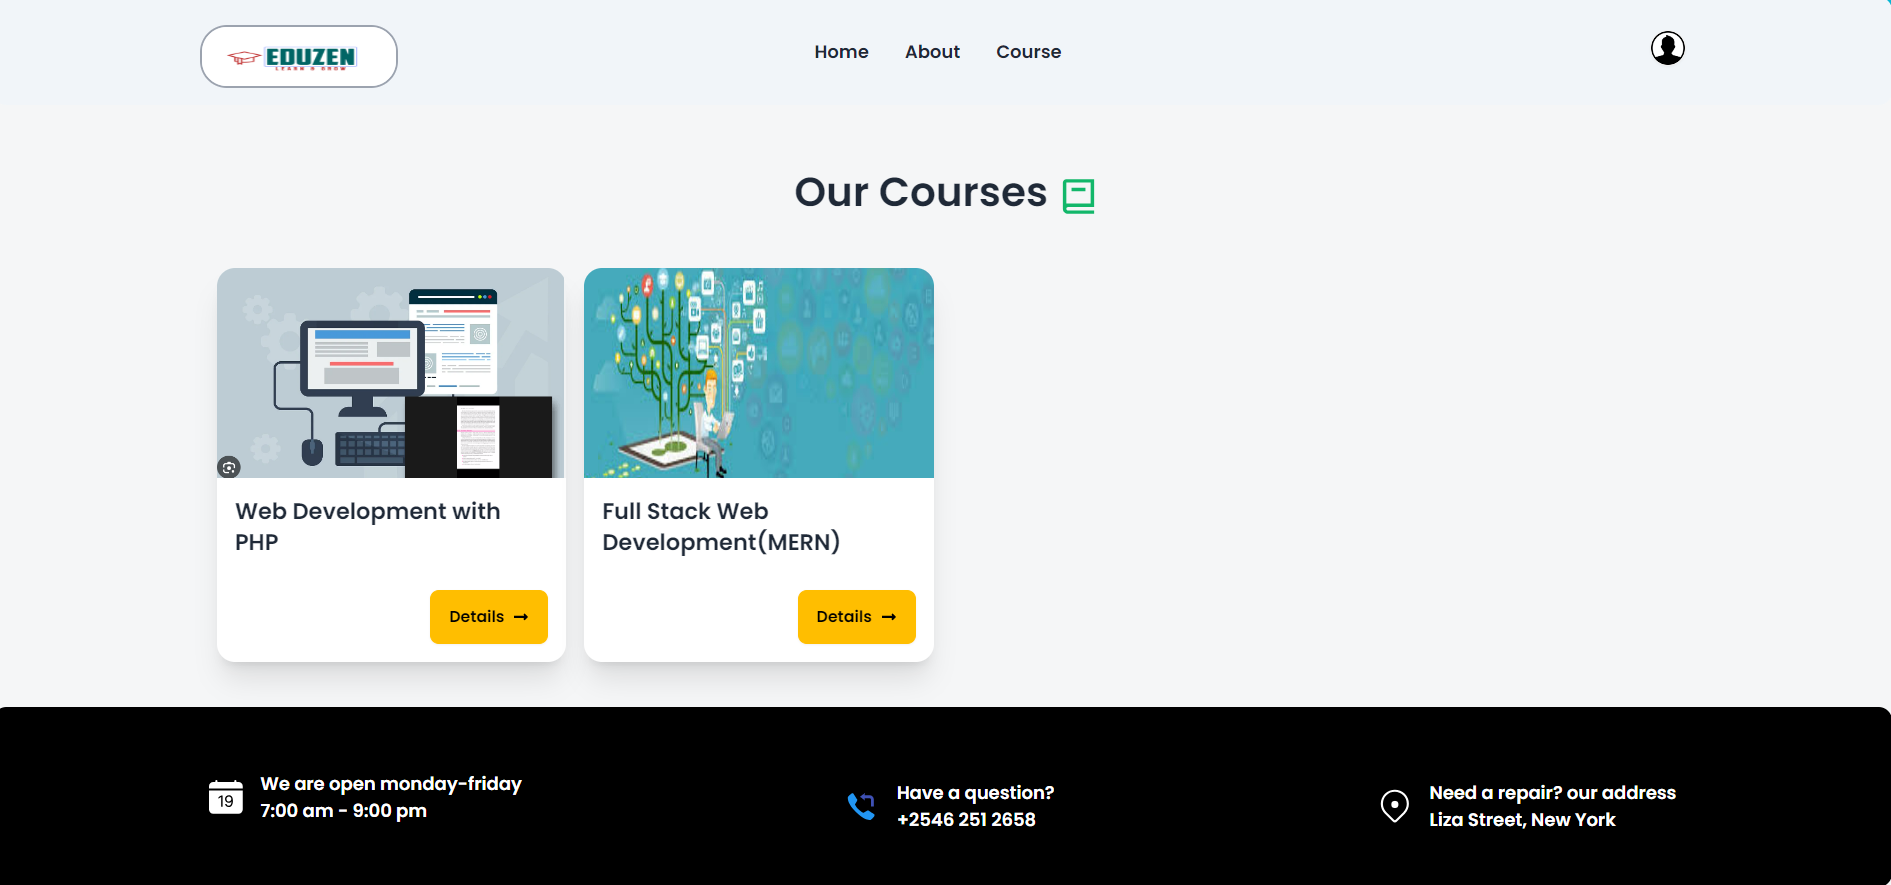 EDUZEN
LEARN & GROW
Home
About
Course
Our Courses
Web Development with
PHP
Details
Full Stack Web
Development(MERN)
Details
19
We are open monday-friday
7:00 am - 9:00 pm
Have a question?
+2546 251 2658
Need a repair? our address
Liza Street, New York